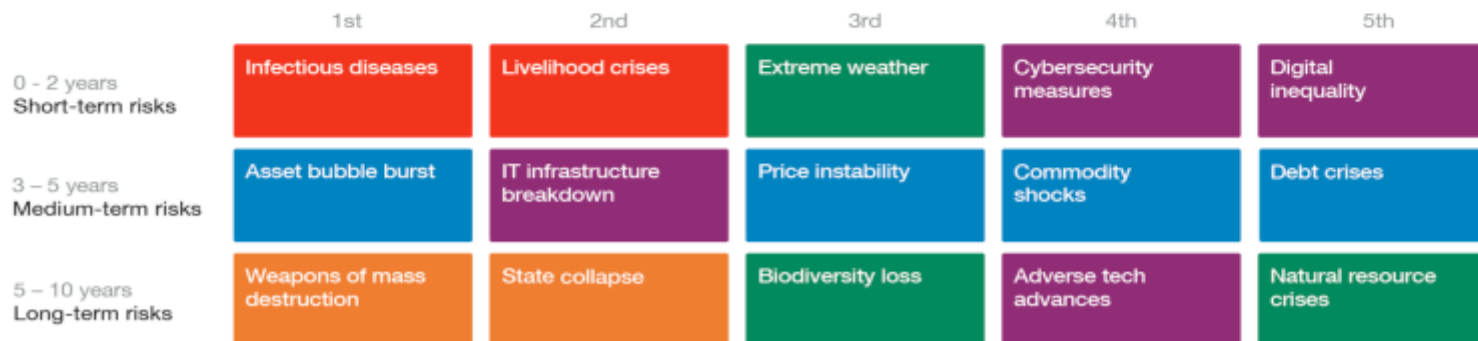 1st 2nd 3rd 4th 5th
0 - 2 years
Short-term risks
Infectious diseases
Livelihood crises
Extreme weather
Cybersecurity
measures
Digital
inequality
3 – 5 years
Medium-term risks
Asset bubble burst
IT infrastructure
breakdown
Price instability
Commodity
shocks
Debt crises
5 – 10 years
Long-term risks
Weapons of mass
destruction
State collapse
Biodiversity loss
Adverse tech
advances
Natural resource
crises